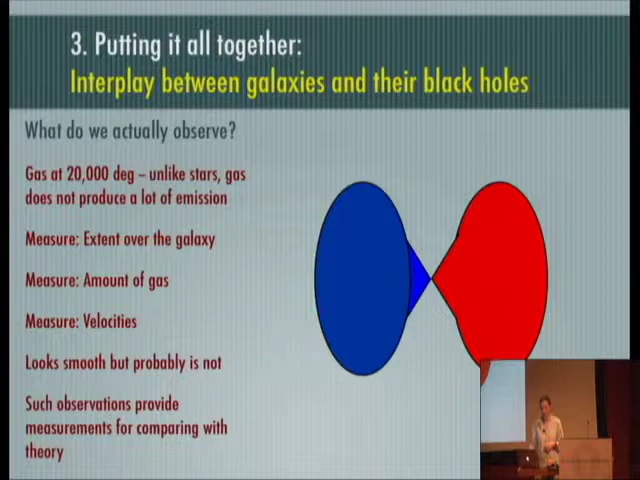 3. Putting it all together:
Interplay between galaxies and their black holes
What do we actually observe?
Gas at 20,000 deg – unlike stars, gas
does not produce a lot of emission
Measure: Extent over the galaxy
Measure: Amount of gas
Measure: Velocities
Looks smooth but probably is not
Such observations provide
measurements for comparing with
theory